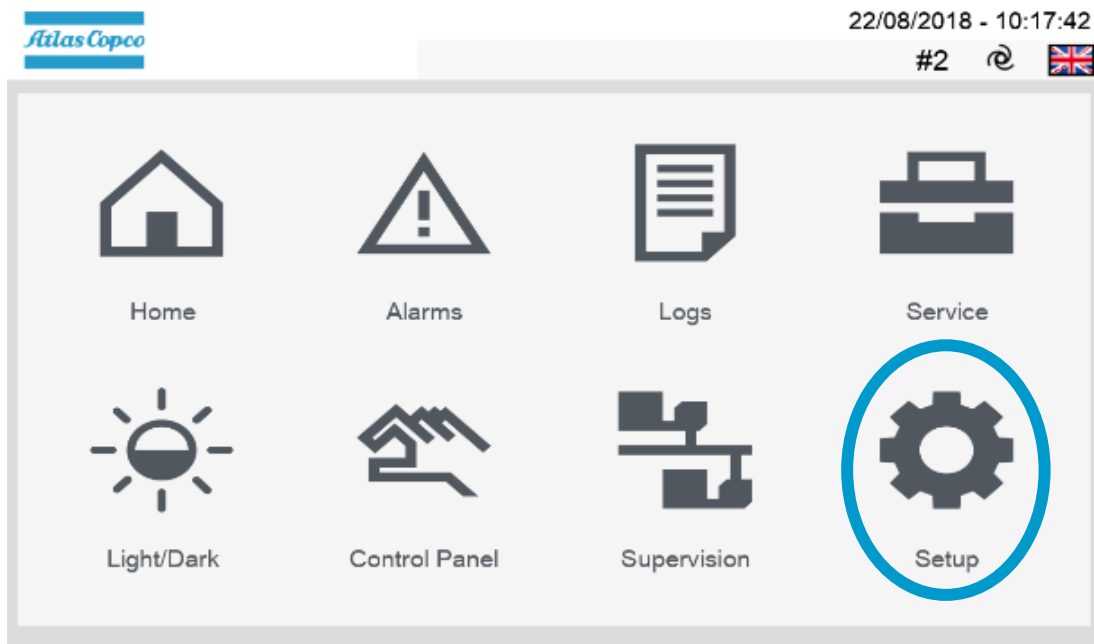 Atlas Copco
22/08/2018 - 10:17:42
#2
Home Alarms Logs Service
Light/Dark Control Panel Supervision Setup